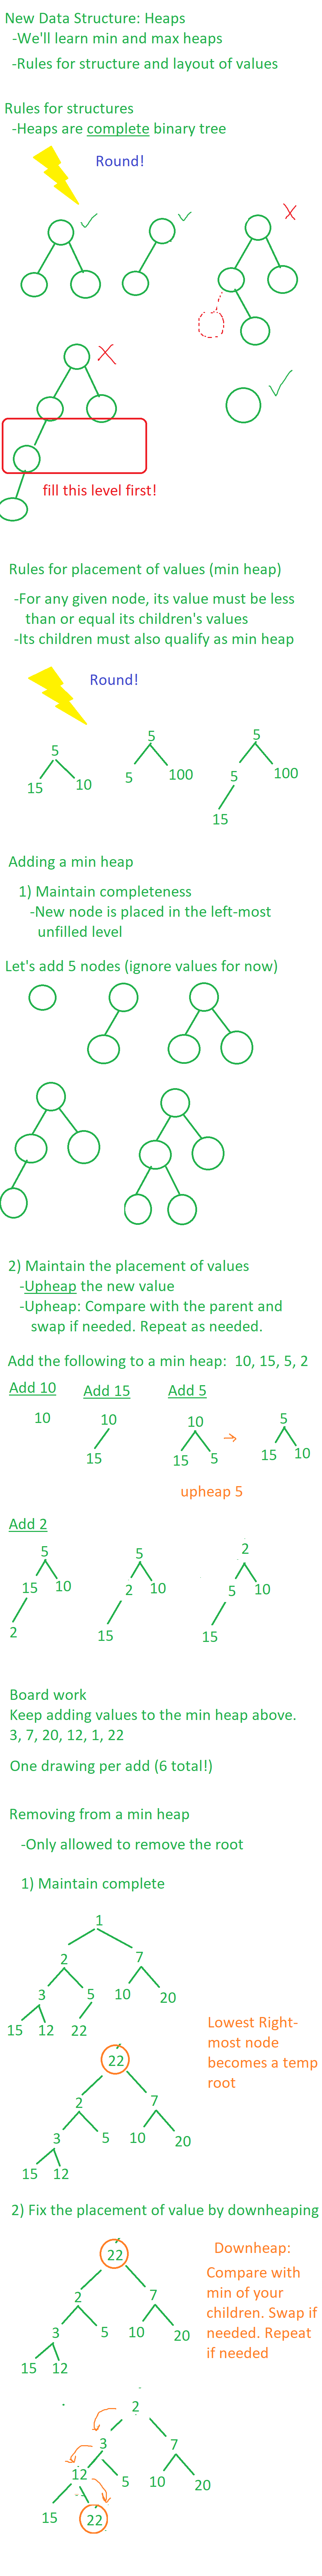 New Data Structure: Heaps
-We'll learn min and max heaps
-Rules for structure and layout of values
Rules for structures
-Heaps are complete binary tree
Round!
fill this level first!
Rules for placement of values (min heap)
-For any given node, its value must be less
than or equal its children's values
-Its children must also qualify as min heap
Round!
5
15 10
5
5 100
5
5 100
15
Adding a min heap
1) Maintain completeness
-New node is placed in the left-most
unfilled level
Let's add 5 nodes (ignore values for now)
2) Maintain the placement of values
-Upheap the new value
-Upheap: Compare with the parent and
swap if needed. Repeat as needed.
Add the following to a min heap: 10, 15, 5, 2
Add 10 Add 15 Add 5
10
10
15
10
15 5
5
15 10
upheap 5
Add 2
5
15 10
2
5
2 10
15
2
5 10
15
Board work
Keep adding values to the min heap above.
3, 7, 20, 12, 1, 22
One drawing per add (6 total!)
Removing from a min heap
-Only allowed to remove the root
1) Maintain complete
1
2 7
3 5 10 20
15 12 22
Lowest Right-
most node
becomes a temp
root
22
2 7
3 5 10 20
15 12
2) Fix the placement of value by downheaping
Downheap:
Compare with
min of your
children. Swap if
needed. Repeat
if needed
22
2 7
3 5 10 20
15 12
2
3 7
12 5 10 20
15 22